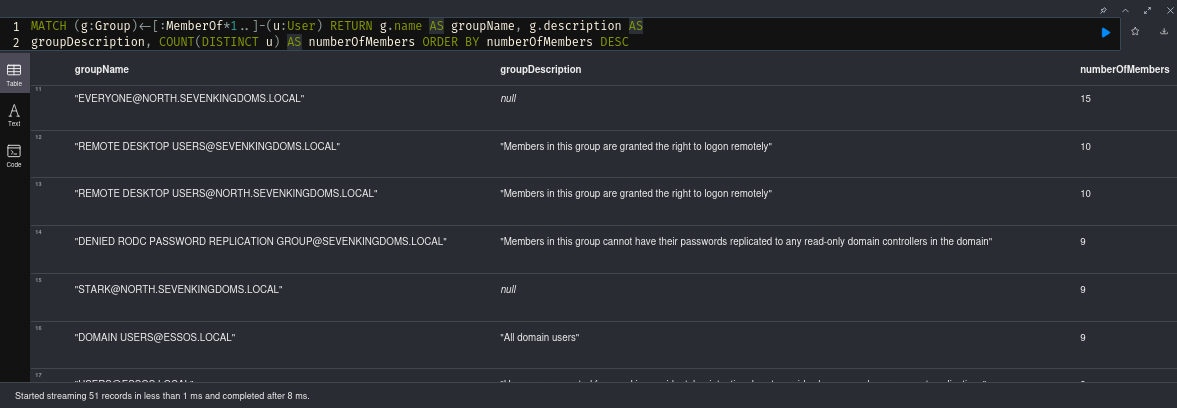 1 MATCH (g:Group)<-[:MemberOf*1..]-(u:User) RETURN g.name AS groupName, g.description AS
2 groupDescription, COUNT(DISTINCT u) AS numberOfMembers ORDER BY numberOfMembers DESC
Table
Text
Code
groupName groupDescription numberOfMembers
11 "EVERYONE@NORTH.SEVENKINGDOMS.LOCAL" null 15
12 "REMOTE DESKTOP USERS@SEVENKINGDOMS.LOCAL" "Members in this group are granted the right to logon remotely" 10
13 "REMOTE DESKTOP USERS@NORTH.SEVENKINGDOMS.LOCAL" "Members in this group are granted the right to logon remotely" 10
14 "DENIED RODC PASSWORD REPLICATION GROUP@SEVENKINGDOMS.LOCAL" "Members in this group cannot have their passwords replicated to any read-only domain controllers in the domain" 9
15 "STARK@NORTH.SEVENKINGDOMS.LOCAL" null 9
16 "DOMAIN USERS@ESSOS.LOCAL" "All domain users" 9
17 "USERS@ESSOS.LOCAL"
Started streaming 51 records in less than 1 ms and completed after 8 ms.